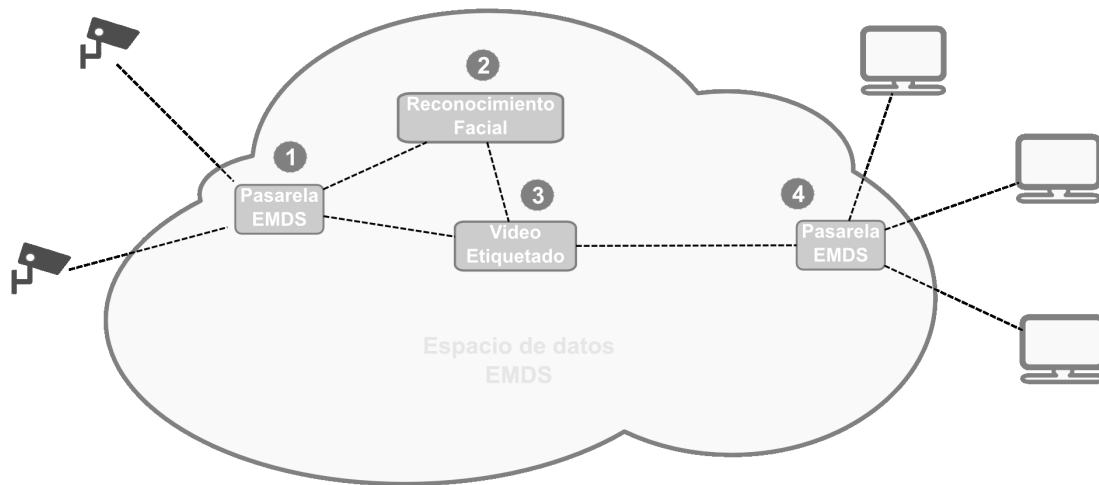 2
Reconocimiento
Facial
1
Pasarela
EMDS
3
Video
Etiquetado
4
Pasarela
EMDS
Espacio de datos
EMDS